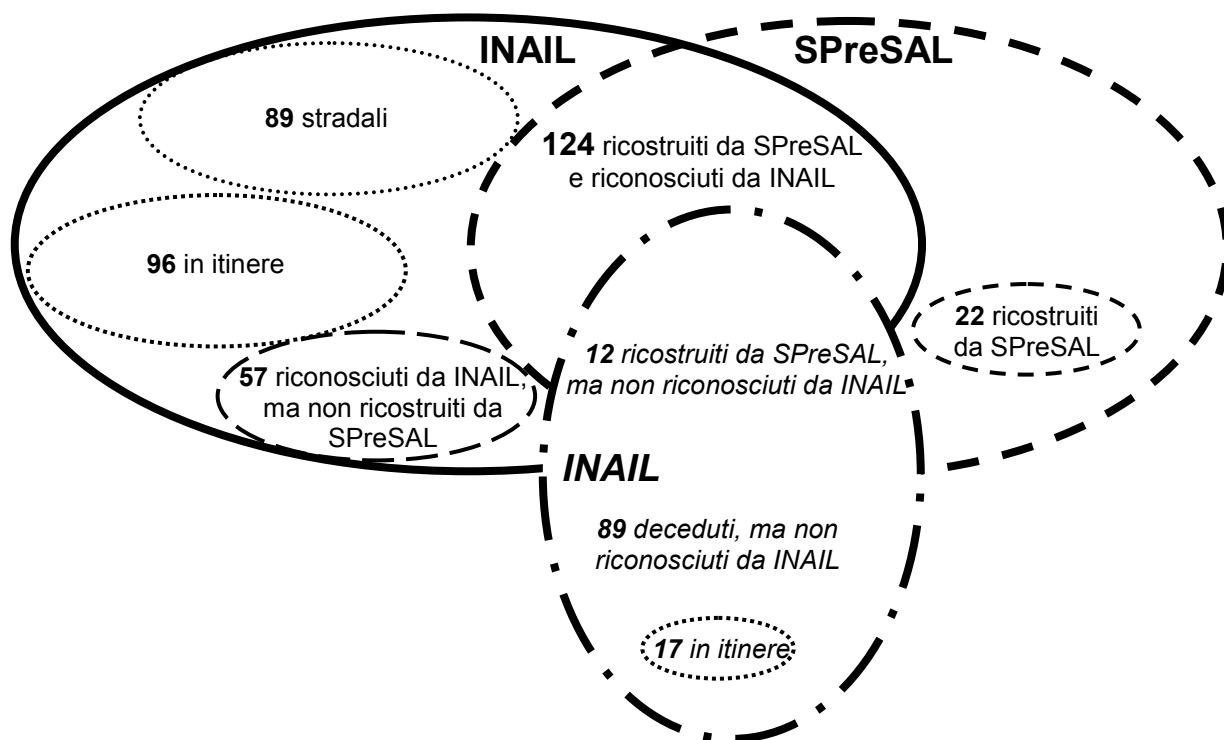 INAIL
SPreSAL
89 stradali
124 ricostruiti da SPreSAL
e riconosciuti da INAIL
96 in itinere
22 ricostruiti
da SPreSAL
12 ricostruiti da SPreSAL,
ma non riconosciuti da INAIL
57 riconosciuti da INAIL,
ma non ricostruiti da
SPreSAL
INAIL
89 deceduti, ma non
riconosciuti da INAIL
17 in itinere